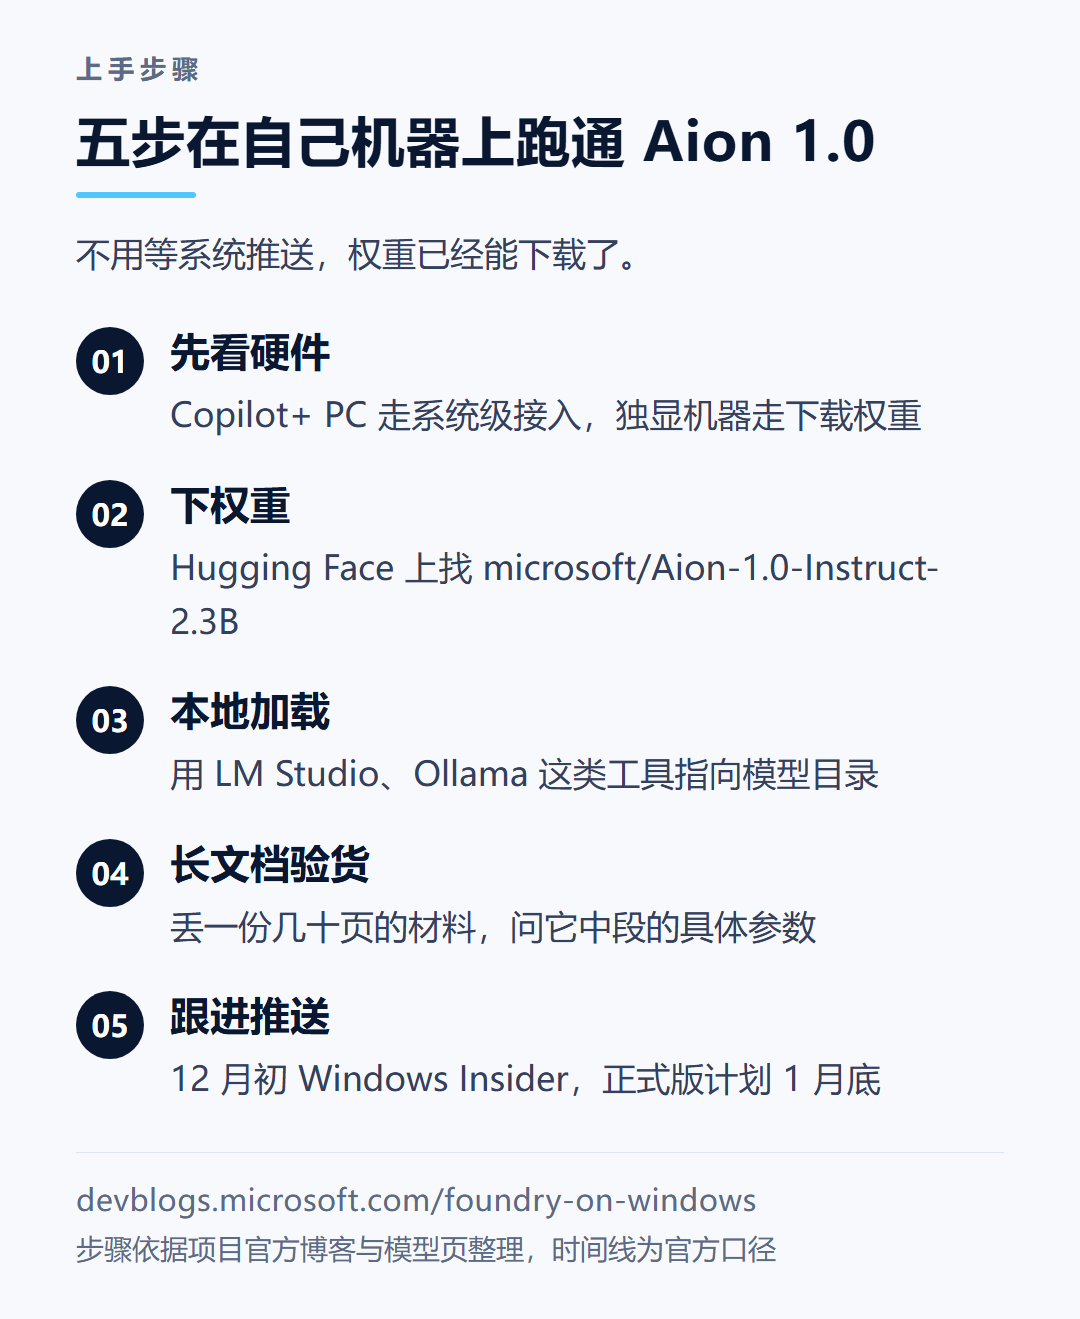 上手步骤
五步在自己机器上跑通 Aion 1.0
不用等系统推送，权重已经能下载了。
01
先看硬件
Copilot+ PC 走系统级接入，独显机器走下载权重
02
下权重
Hugging Face 上找 microsoft/Aion-1.0-Instruct-
2.3B
03
本地加载
用 LM Studio、Ollama 这类工具指向模型目录
04
长文档验货
丢一份几十页的材料，问它中段的具体参数
05
跟进推送
12 月初 Windows Insider，正式版计划 1 月底
devblogs.microsoft.com/foundry-on-windows
步骤依据项目官方博客与模型页整理，时间线为官方口径